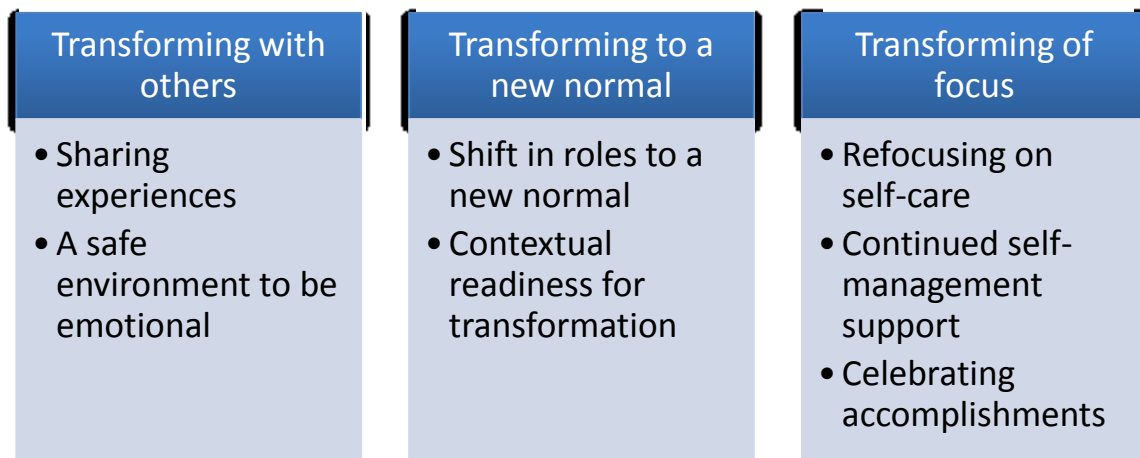 Transforming with
others
• Sharing
experiences
• A safe
environment to be
emotional
Transforming to a
new normal
• Shift in roles to a
new normal
• Contextual
readiness for
transformation
Transforming of
focus
• Refocusing on
self-care
• Continued self-
management
support
• Celebrating
accomplishments